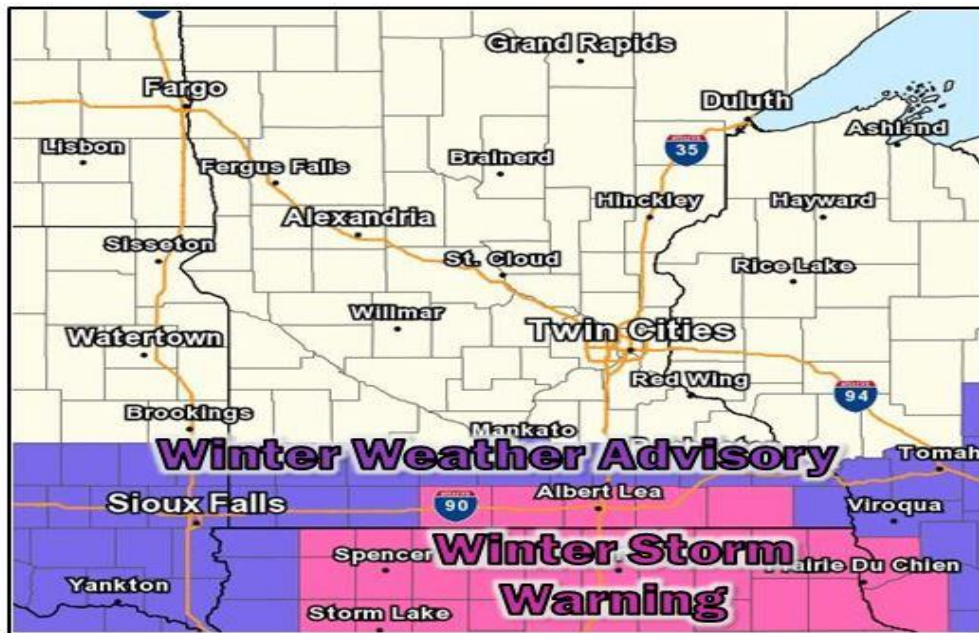 Grand Rapids
Fargo
Duluth
Ashland
Lisbon
35
Brainerd
Fergus Falls
Hinckley
Hayward
Alexandria
Sisseton
St. Cloud
Rice Lake
Willmar
Watertown
Twin Cities
Red Wing
94
Brookings
Mankato
Winter Weather Advisory
Tomah
Sioux Falls
90
Albert Lea
Viroqua
Spencer
Winter Storm
Warning
Prairie Du Chien
Yankton
Storm Lake